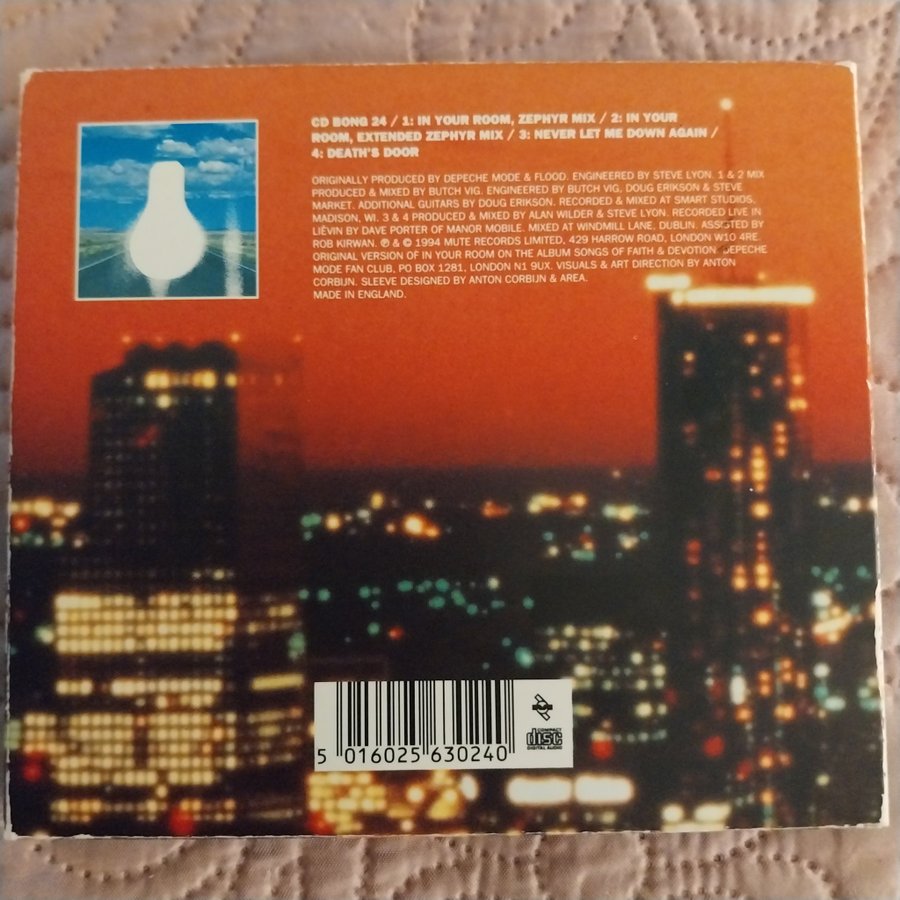 CD BONG 24 / 1: IN YOUR ROOM, ZEPHYR MIX / 2: IN YOUR
ROOM, EXTENDED ZEPHYR MIX / 3: NEVER LET ME DOWN AGAIN /
4: DEATH'S DOOR
ORIGINALLY PRODUCED BY DEPECHE MODE & FLOOD. ENGINEERED BY STEVE LYON. 1 & 2 MIX
PRODUCED & MIXED BY BUTCH VIG. ENGINEERED BY BUTCH VIG, DOUG ERIKSON & STEVE
MARKET. ADDITIONAL GUITARS BY DOUG ERIKSON. RECORDED & MIXED AT SMART STUDIOS,
MADISON, WI. 3 & 4 PRODUCED & MIXED BY ALAN WILDER & STEVE LYON. RECORDED LIVE IN
LIÈVIN BY DAVE PORTER OF MANOR MOBILE. MIXED AT WINDMILL LANE, DUBLIN. ASSISTED BY
ROB KIRWAN. ℗ & © 1994 MUTE RECORDS LIMITED, 429 HARROW ROAD, LONDON W10 4RE.
ORIGINAL VERSION OF IN YOUR ROOM ON THE ALBUM SONGS OF FAITH & DEVOTION. DEPECHE
MODE FAN CLUB, PO BOX 1281, LONDON N1 9UX. VISUALS & ART DIRECTION BY ANTON
CORBIJN. SLEEVE DESIGNED BY ANTON CORBIJN & AREA.
MADE IN ENGLAND.
5 016025 630240
COMPACT
disc
DIGITAL AUDIO